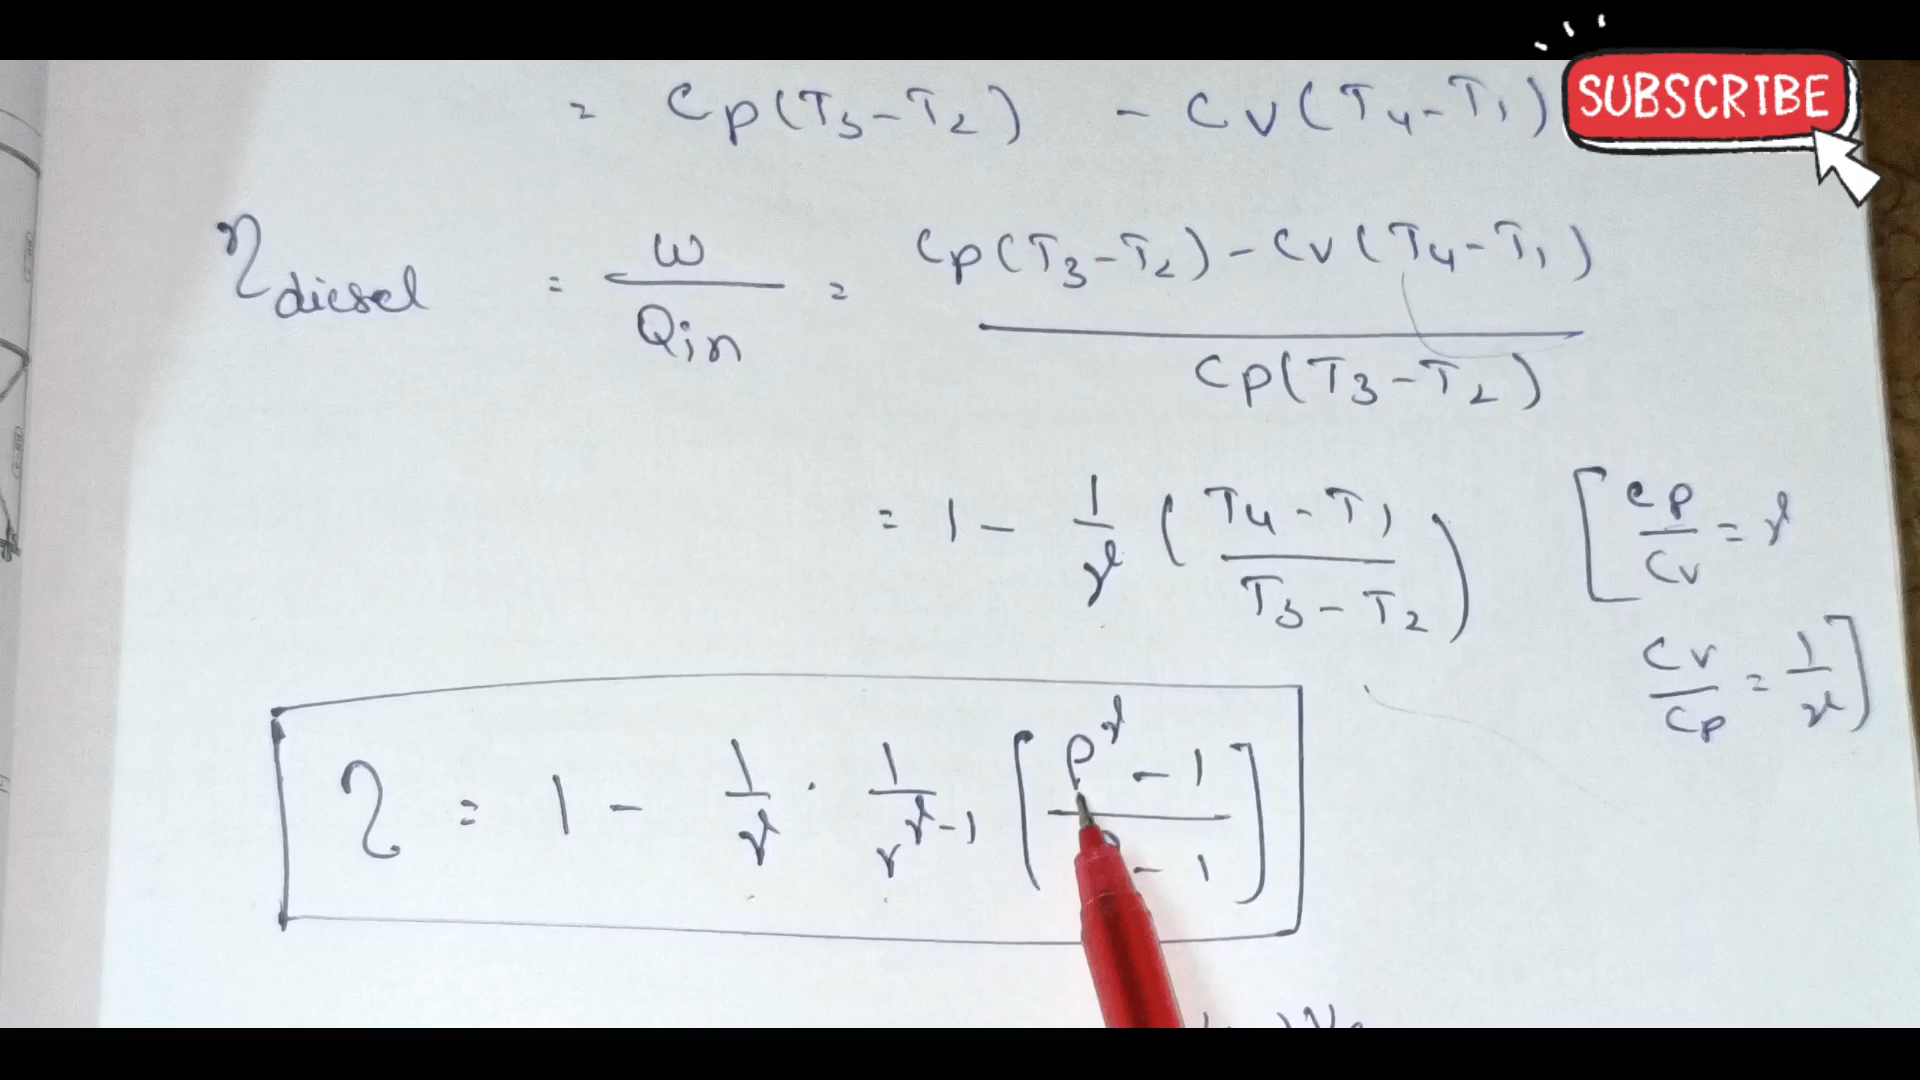 = Cp(T3-T2) - Cv(T4-T1)
SUBSCRIBE
ηdiesel = w/Qin = Cp(T3-T2)-Cv(T4-T1)/Cp(T3-T2)
= 1 - 1/γ (T4-T1/T3-T2) [Cp/Cv = γ
Cv/Cp = 1/γ]
η = 1 - 1/γ · 1/r^γ-1 [ρ^γ - 1/ρ - 1]